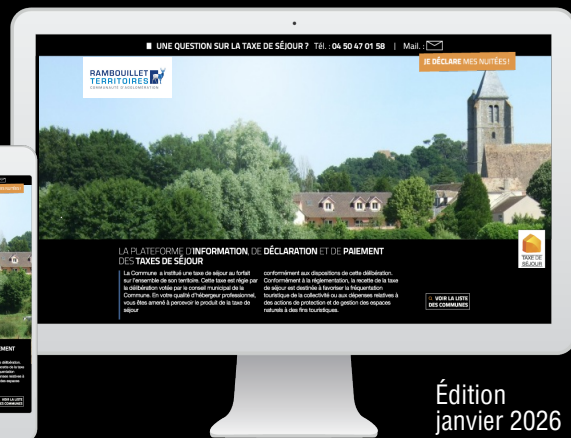 UNE QUESTION SUR LA TAXE DE SÉJOUR ? Tél. : 04 50 47 01 58 | Mail. :
JE DÉCLARE MES NUITÉES !
RAMBOUILLET
TERRITOIRES
COMMUNAUTÉ D'AGGLOMÉRATION
LA PLATEFORME D'INFORMATION, DE DÉCLARATION ET DE PAIEMENT
DES TAXES DE SÉJOUR
La Commune a institué une taxe de séjour au forfait
sur l'ensemble de son territoire. Cette taxe est régie par
la délibération votée par le conseil municipal de la
Commune. En votre qualité d'hébergeur professionnel,
vous êtes amené à percevoir le produit de la taxe de
séjour
conformément aux dispositions de cette délibération.
Conformément à la réglementation, la recette de la taxe
de séjour est destinée à favoriser la fréquentation
touristique de la collectivité ou aux dépenses relatives à
des actions de protection et de gestion des espaces
naturels à des fins touristiques.
TAXE DE
SÉJOUR
VOIR LA LISTE
DES COMMUNES
Édition
janvier 2026